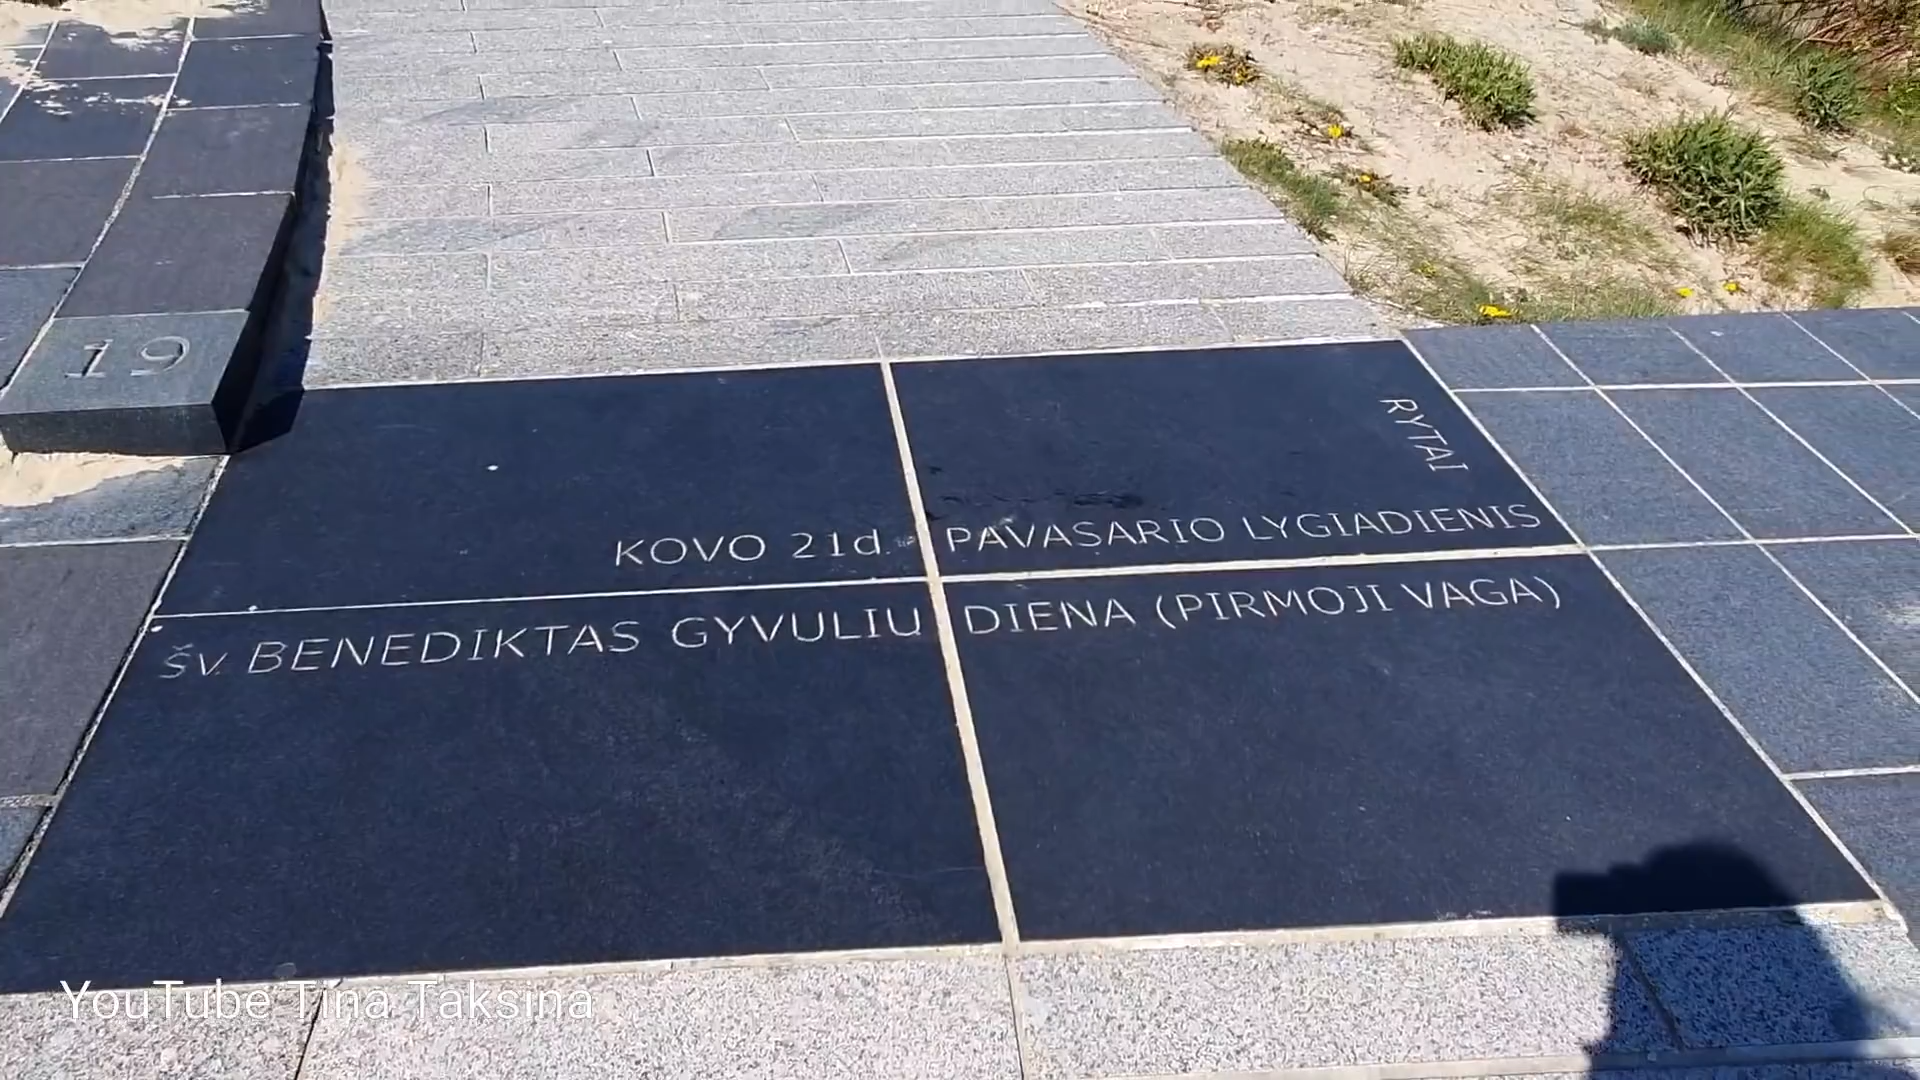 19
RYTAI
KOVO 21d. PAVASARIO LYGIADIENIS
ŠV. BENEDIKTAS GYVULIU DIENA (PIRMOJI VAGA)
YouTube Tina Taksina